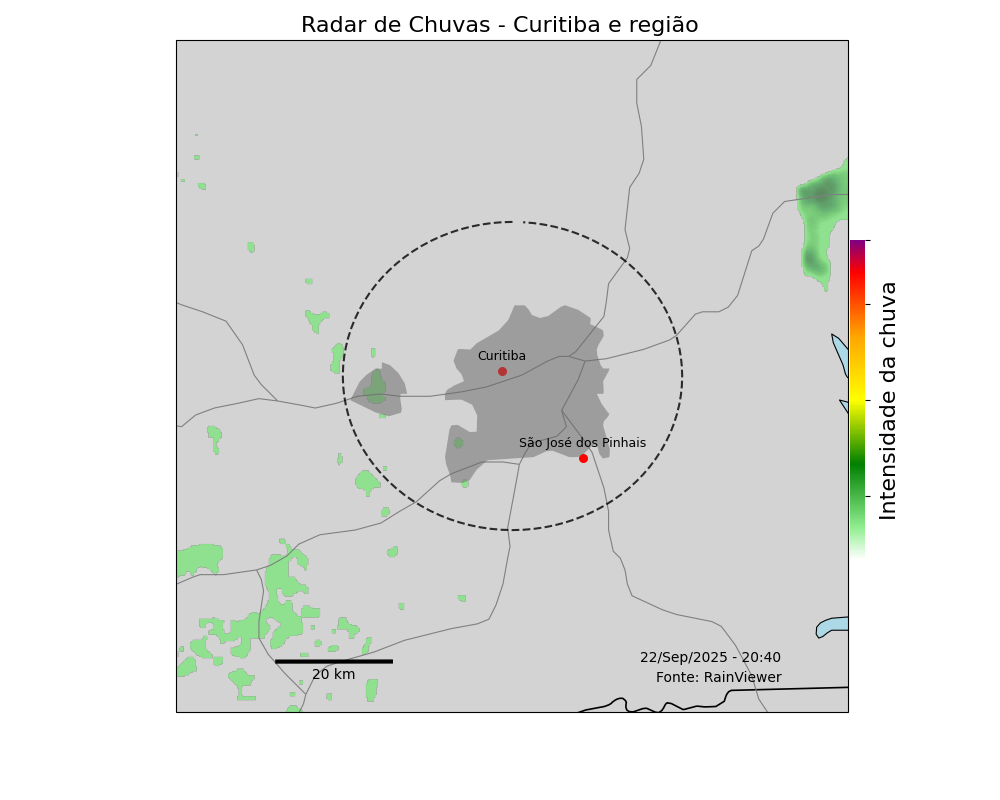 Radar de Chuvas - Curitiba e região
Curitiba
São José dos Pinhais
Intensidade da chuva
22/Sep/2025 - 20:40
Fonte: RainViewer
20 km